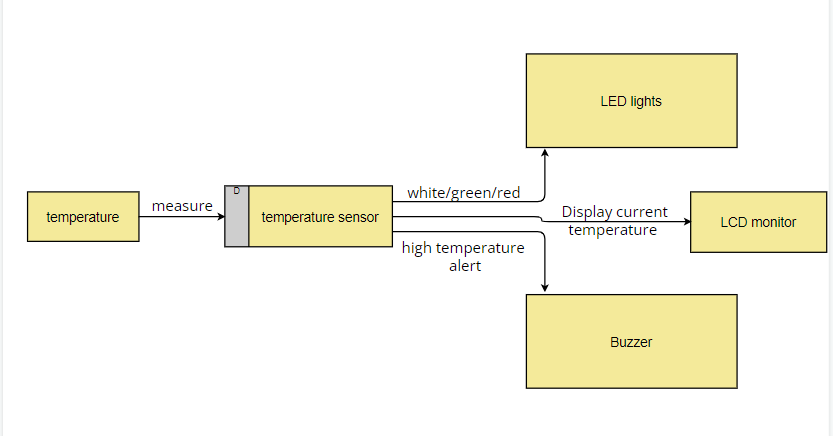 LED lights
D
white/green/red
measure
temperature
temperature sensor
Display current
temperature
LCD monitor
high temperature
alert
Buzzer